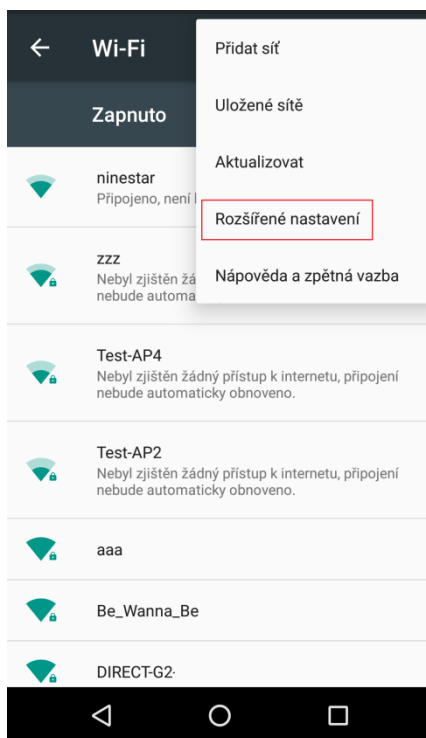 Wi-Fi
Přidat síť
Uložené sítě
Aktualizovat
Rozšířené nastavení
Nápověda a zpětná vazba
Zapnuto
ninestar
Připojeno, není
zzz
Nebyl zjištěn
nebude
Test-AP4
Nebyl zjištěn žádný přístup k internetu, připojení
nebude automaticky obnoveno.
Test-AP2
Nebyl zjištěn žádný přístup k internetu, připojení
nebude automaticky obnoveno.
aaa
Be_Wanna_Be
DIRECT-G2-